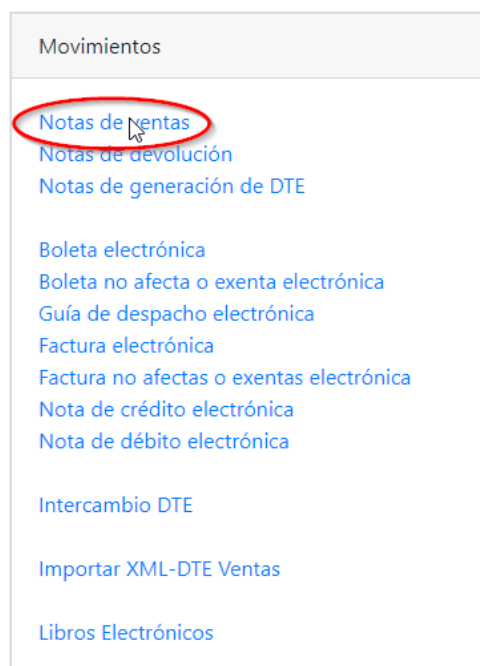 Movimientos
Notas de ventas
Notas de devolución
Notas de generación de DTE
Boleta electrónica
Boleta no afecta o exenta electrónica
Guía de despacho electrónica
Factura electrónica
Factura no afectas o exentas electrónica
Nota de crédito electrónica
Nota de débito electrónica
Intercambio DTE
Importar XML-DTE Ventas
Libros Electrónicos